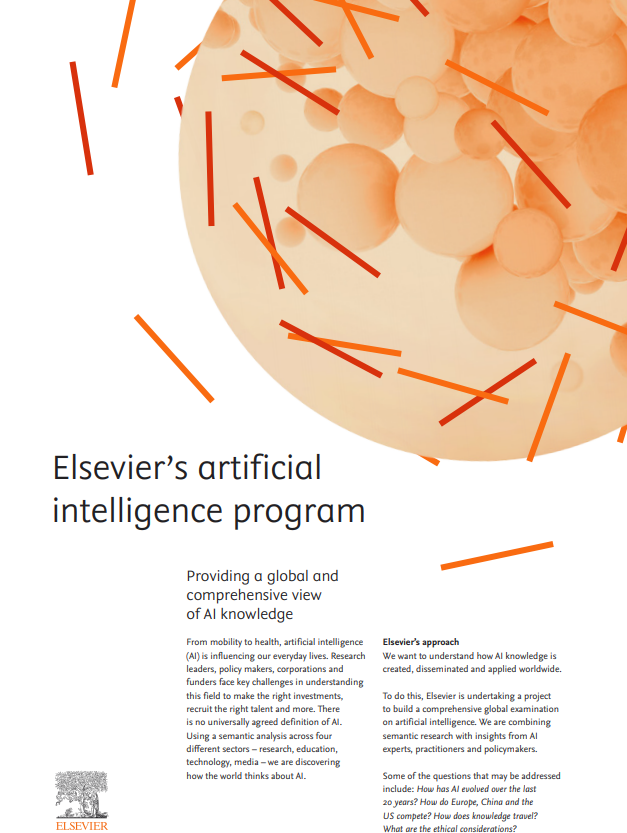 Elsevier’s artificial
intelligence program
Providing a global and
comprehensive view
of AI knowledge
From mobility to health, artificial intelligence
(AI) is influencing our everyday lives. Research
leaders, policy makers, corporations and
funders face key challenges in understanding
this field to make the right investments,
recruit the right talent and more. There
is no universally agreed definition of AI.
Using a semantic analysis across four
different sectors – research, education,
technology, media – we are discovering
how the world thinks about AI.
Elsevier’s approach
We want to understand how AI knowledge is
created, disseminated and applied worldwide.
To do this, Elsevier is undertaking a project
to build a comprehensive global examination
on artificial intelligence. We are combining
semantic research with insights from AI
experts, practitioners and policymakers.
Some of the questions that may be addressed
include: How has AI evolved over the last
20 years? How do Europe, China and the
US compete? How does knowledge travel?
What are the ethical considerations?
ELSEVIER